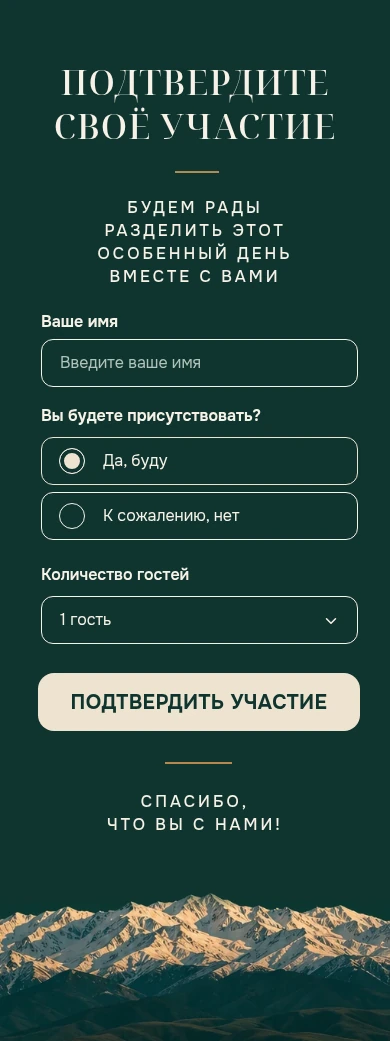 ПОДТВЕРДИТЕ
СВОЁ УЧАСТИЕ
БУДЕМ РАДЫ
РАЗДЕЛИТЬ ЭТОТ
ОСОБЕННЫЙ ДЕНЬ
ВМЕСТЕ С ВАМИ
Ваше имя
Введите ваше имя
Вы будете присутствовать?
Да, буду
К сожалению, нет
Количество гостей
1 гость
ПОДТВЕРДИТЬ УЧАСТИЕ
СПАСИБО,
ЧТО ВЫ С НАМИ!